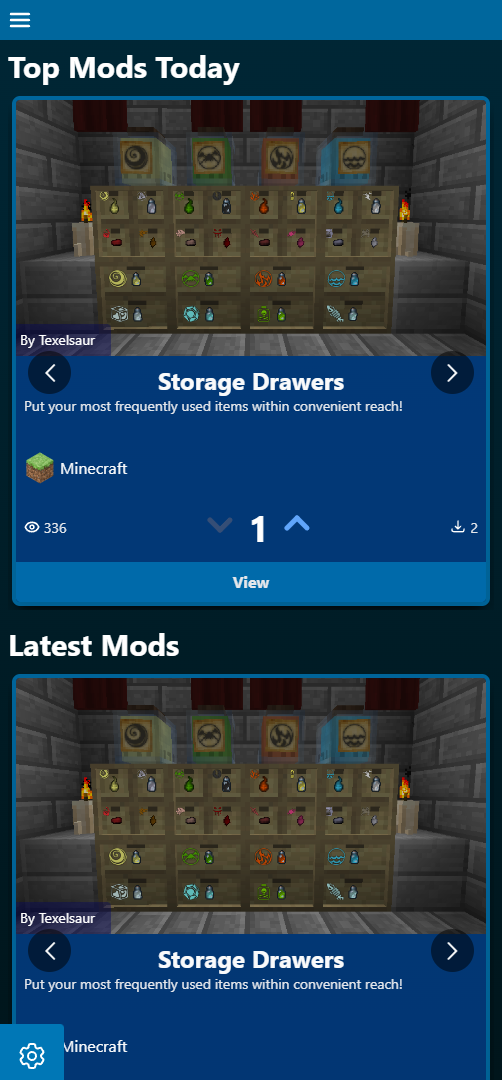 Top Mods Today
By Texelsaur
Storage Drawers
Put your most frequently used items within convenient reach!
Minecraft
336
1
2
View
Latest Mods
By Texelsaur
Storage Drawers
Put your most frequently used items within convenient reach!
Minecraft